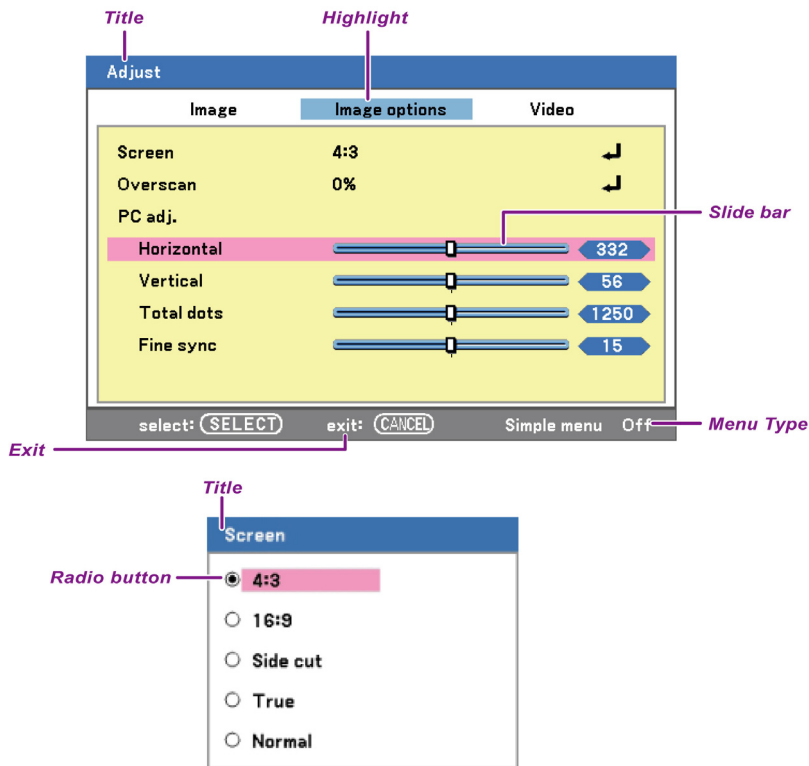 Title Highlight
Adjust
Image Image options Video
Screen 4:3
Overscan 0%
PC adj.
Slide bar
Horizontal 332
Vertical 56
Total dots 1250
Fine sync 15
select: SELECT exit: CANCEL Simple menu Off
Menu Type
Exit
Title
Screen
Radio button
4:3
16:9
Side cut
True
Normal